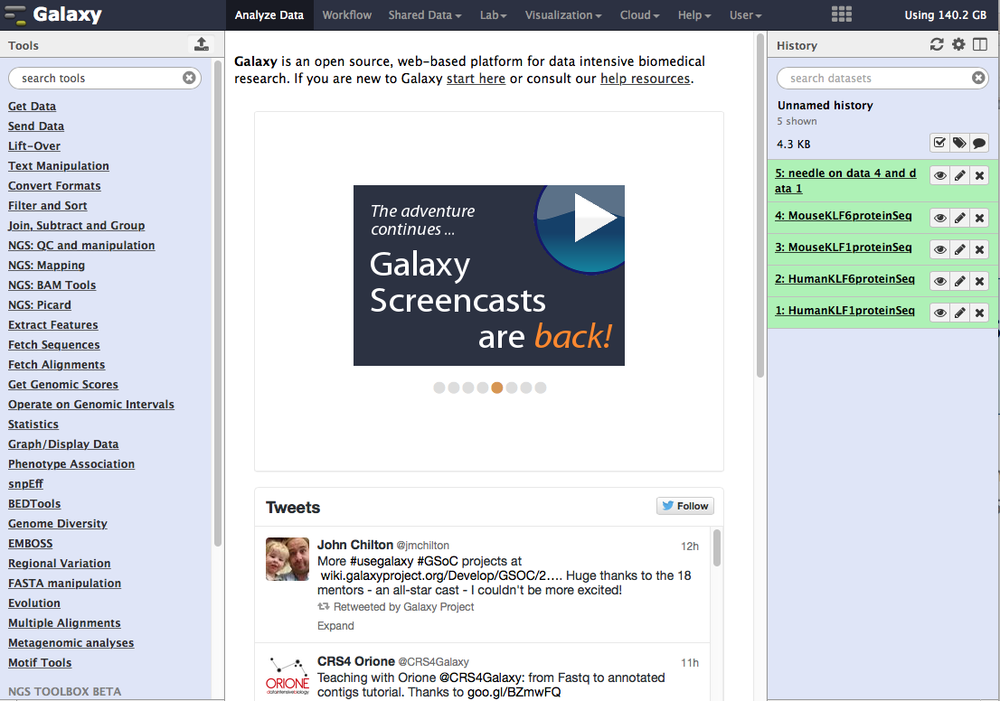 Galaxy
Analyze Data
Workflow
Shared Data
Lab
Visualization
Cloud
Help
User
Using 140.2 GB
Tools
search tools
Get Data
Send Data
Lift-Over
Text Manipulation
Convert Formats
Filter and Sort
Join, Subtract and Group
NGS: QC and manipulation
NGS: Mapping
NGS: BAM Tools
NGS: Picard
Extract Features
Fetch Sequences
Fetch Alignments
Get Genomic Scores
Operate on Genomic Intervals
Statistics
Graph/Display Data
Phenotype Association
snpEff
BEDTools
Genome Diversity
EMBOSS
Regional Variation
FASTA manipulation
Evolution
Multiple Alignments
Metagenomic analyses
Motif Tools
NGS TOOLBOX BETA
Galaxy is an open source, web-based platform for data intensive biomedical
research. If you are new to Galaxy start here or consult our help resources.
The adventure
continues ...
Galaxy
Screencasts
are back!
Tweets
Follow
John Chilton @jmchilton
12h
More #usegalaxy #GSoC projects at
wiki.galaxyproject.org/Develop/GSOC/2.... Huge thanks to the 18
mentors - an all-star cast - I couldn't be more excited!
Retweeted by Galaxy Project
Expand
ORIONE
CRS4 Orione @CRS4Galaxy
11h
Teaching with Orione @CRS4Galaxy: from Fastq to annotated
contigs tutorial. Thanks to goo.gl/BZmwFQ
History
search datasets
Unnamed history
5 shown
4.3 KB
5: needle on data 4 and d
ata 1
4: MouseKLF6proteinSeq
3: MouseKLF1proteinSeq
2: HumanKLF6proteinSeq
1: HumanKLF1proteinSeq